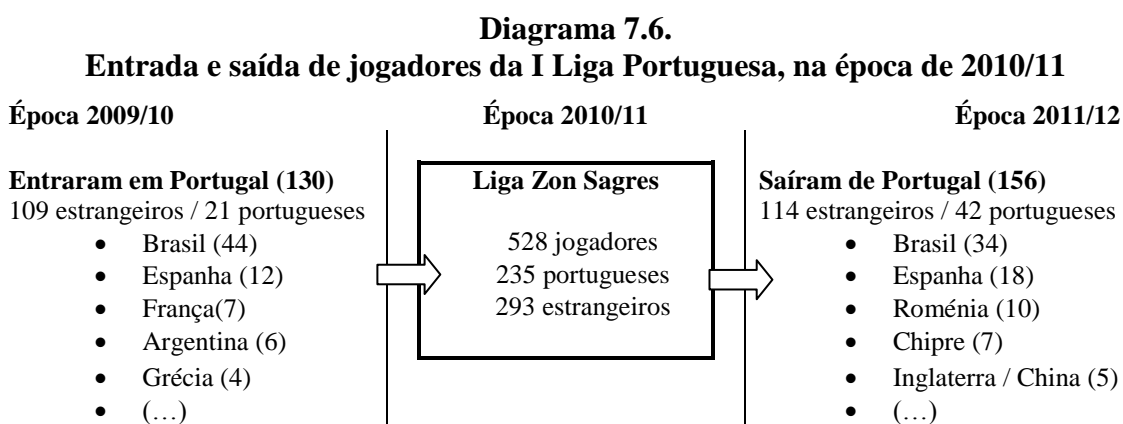 Diagrama 7.6.
Entrada e saída de jogadores da I Liga Portuguesa, na época de 2010/11
Época 2009/10
Entraram em Portugal (130)
109 estrangeiros / 21 portugueses
• Brasil (44)
• Espanha (12)
• França(7)
• Argentina (6)
• Grécia (4)
• (…)
Época 2010/11
Liga Zon Sagres
528 jogadores
235 portugueses
293 estrangeiros
Época 2011/12
Saíram de Portugal (156)
114 estrangeiros / 42 portugueses
• Brasil (34)
• Espanha (18)
• Roménia (10)
• Chipre (7)
• Inglaterra / China (5)
• (…)